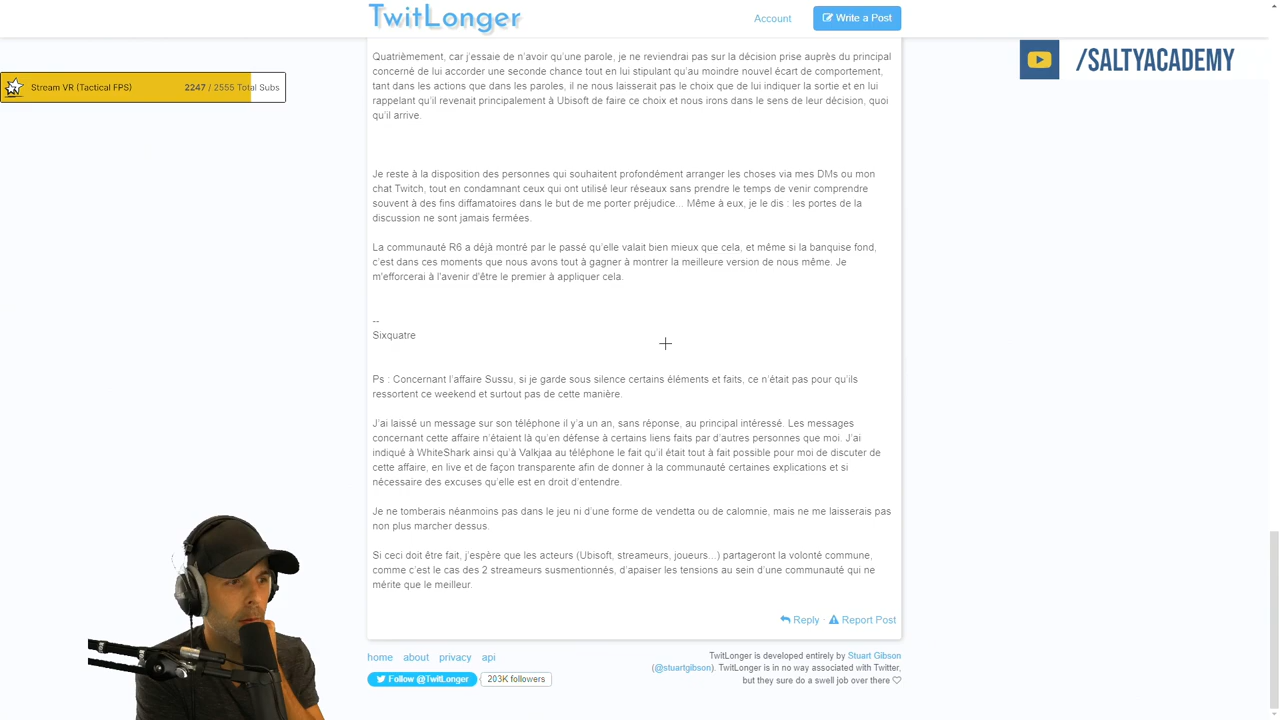 TwitLonger
Account
Write a Post
/SALTYACADEMY
Stream VR (Tactical FPS)
2247 / 2555 Total Subs
Quatrièmement, car j'essaie de n'avoir qu'une parole, je ne reviendrai pas sur la décision prise auprès du principal
concerné de lui accorder une seconde chance tout en lui stipulant qu'au moindre nouvel écart de comportement,
tant dans les actions que dans les paroles, il ne nous laisserait pas le choix que de lui indiquer la sortie et en lui
rappelant qu'il revenait principalement à Ubisoft de faire ce choix et nous irons dans le sens de leur décision, quoi
qu'il arrive.
Je reste à la disposition des personnes qui souhaitent profondément arranger les choses via mes DMs ou mon
chat Twitch, tout en condamnant ceux qui ont utilisé leur réseaux sans prendre le temps de venir comprendre
souvent à des fins diffamatoires dans le but de me porter préjudice... Même à eux, je le dis : les portes de la
discussion ne sont jamais fermées.
La communauté R6 a déjà montré par le passé qu'elle valait bien mieux que cela, et même si la banquise fond,
c'est dans ces moments que nous avons tout à gagner à montrer la meilleure version de nous même. Je
m'efforcerai à l'avenir d'être le premier à appliquer cela.
--
Sixquatre
Ps : Concernant l'affaire Sussu, si je garde sous silence certains éléments et faits, ce n'était pas pour qu'ils
ressortent ce weekend et surtout pas de cette manière.
J'ai laissé un message sur son téléphone il y'a un an, sans réponse, au principal intéressé. Les messages
concernant cette affaire n'étaient là qu'en défense à certains liens faits par d'autres personnes que moi. J'ai
indiqué à WhiteShark ainsi qu'à Valkjaa au téléphone le fait qu'il était tout à fait possible pour moi de discuter de
cette affaire, en live et de façon transparente afin de donner à la communauté certaines explications et si
nécessaire des excuses qu'elle est en droit d'entendre.
Je ne tomberais néanmoins pas dans le jeu ni d'une forme de vendetta ou de calomnie, mais ne me laisserais pas
non plus marcher dessus.
Si ceci doit être fait, j'espère que les acteurs (Ubisoft, streameurs, joueurs...) partageront la volonté commune,
comme c'est le cas des 2 streameurs susmentionnés, d'apaiser les tensions au sein d'une communauté qui ne
mérite que le meilleur.
Reply · Report Post
home about privacy api
Follow @TwitLonger 203K followers
TwitLonger is developed entirely by Stuart Gibson
(@stuartgibson). TwitLonger is in no way associated with Twitter,
but they sure do a swell job over there